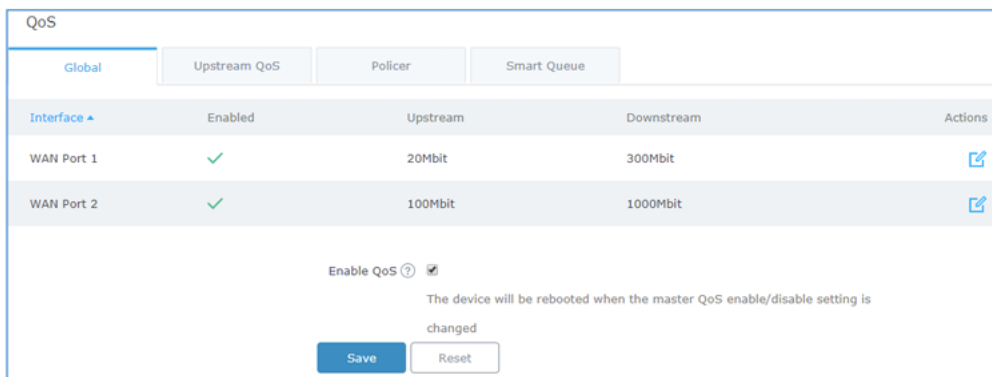 QoS
Global Upstream QoS Policer Smart Queue
Interface Enabled Upstream Downstream Actions
WAN Port 1 20Mbit 300Mbit
WAN Port 2 100Mbit 1000Mbit
Enable QoS ?
The device will be rebooted when the master QoS enable/disable setting is
changed
Save Reset